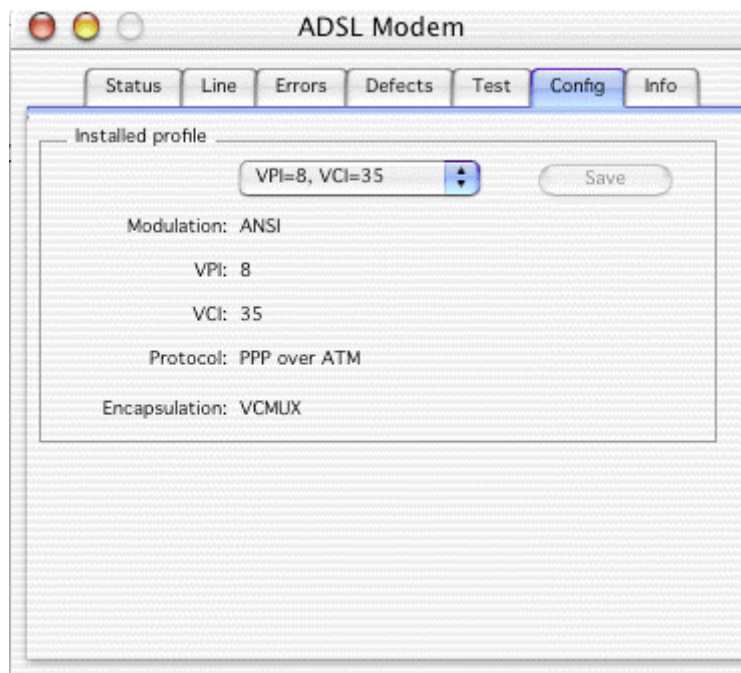 ADSL Modem
Status Line Errors Defects Test Config Info
Installed profile
VPI=8, VCI=35 Save
Modulation: ANSI
VPI: 8
VCI: 35
Protocol: PPP over ATM
Encapsulation: VCMUX